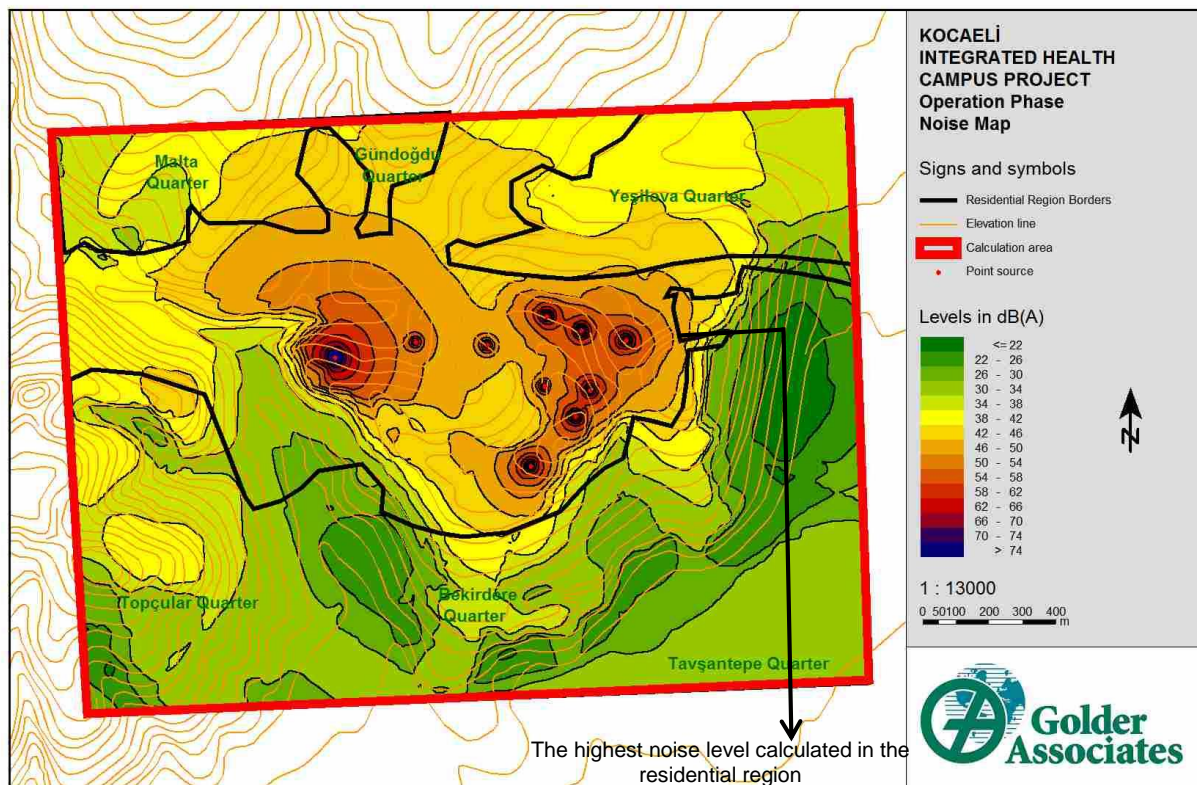 Malta
Quarter
Gündoğdu
Quarter
Yeşilova Quarter
Topçular Quarter
Bekirdere
Quarter
Tavşantepe Quarter
The highest noise level calculated in the
residential region
KOCAELİ
INTEGRATED HEALTH
CAMPUS PROJECT
Operation Phase
Noise Map
Signs and symbols
Residential Region Borders
Elevation line
Calculation area
Point source
Levels in dB(A)
<= 22
22 - 26
26 - 30
30 - 34
34 - 38
38 - 42
42 - 46
46 - 50
50 - 54
54 - 58
58 - 62
62 - 66
66 - 70
70 - 74
> 74
N
1 : 13000
0 50100 200 300 400
m
GA
Golder
Associates